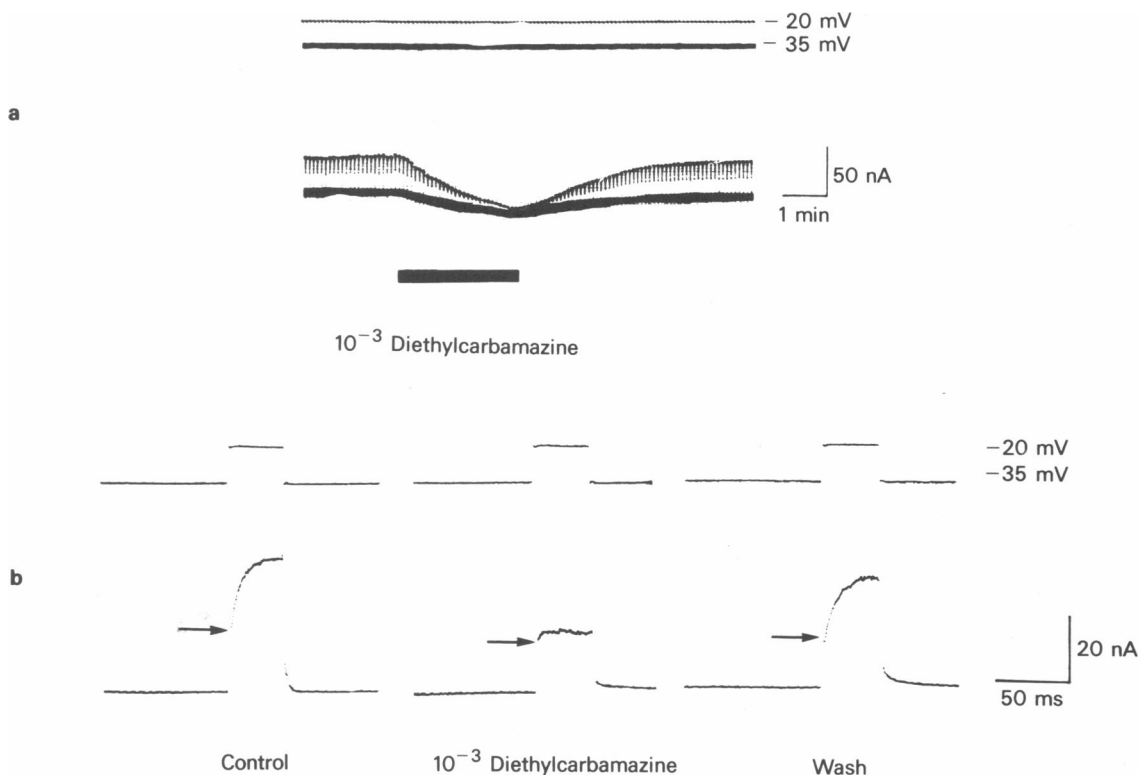 − 20 mV
− 35 mV
a
50 nA
1 min
10⁻³ Diethylcarbamazine
−20 mV
−35 mV
b
20 nA
50 ms
Control
10⁻³ Diethylcarbamazine
Wash